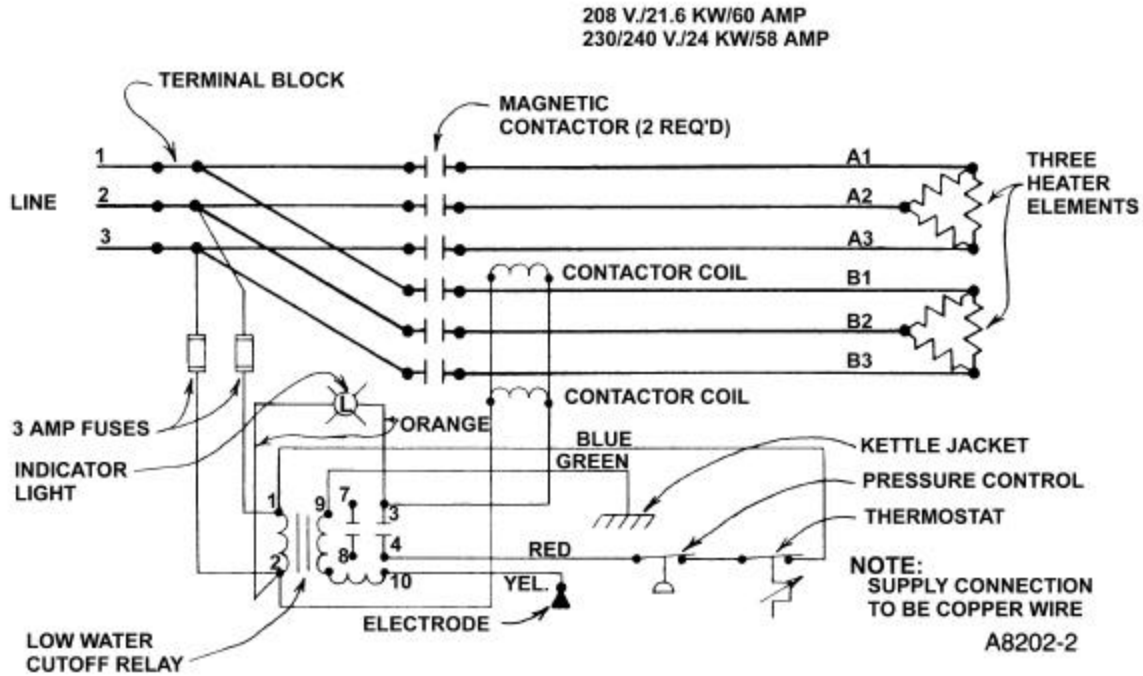 208 V./21.6 KW/60 AMP
230/240 V./24 KW/58 AMP
TERMINAL BLOCK
MAGNETIC
CONTACTOR (2 REQ'D)
1
A1
THREE
HEATER
ELEMENTS
LINE
2
A2
3
A3
CONTACTOR COIL
B1
B2
B3
CONTACTOR COIL
L
3 AMP FUSES
ORANGE
INDICATOR
LIGHT
BLUE
GREEN
KETTLE JACKET
PRESSURE CONTROL
THERMOSTAT
1
9
7
3
8
4
2
10
RED
YEL.
ELECTRODE
NOTE:
SUPPLY CONNECTION
TO BE COPPER WIRE
LOW WATER
CUTOFF RELAY
A8202-2